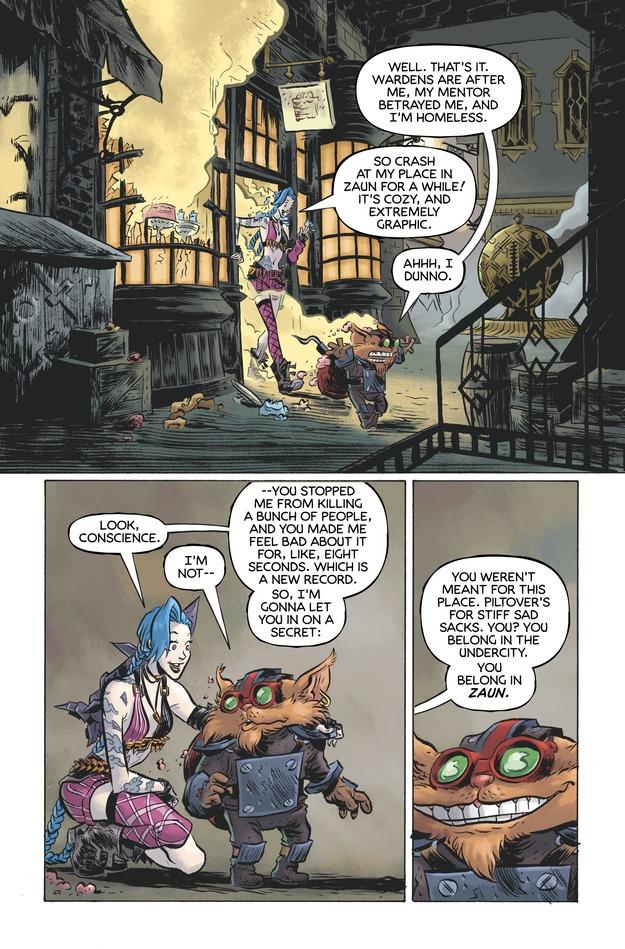 WELL. THAT'S IT.
WARDENS ARE AFTER
ME, MY MENTOR
BETRAYED ME, AND
I'M HOMELESS.
SO CRASH
AT MY PLACE IN
ZAUN FOR A WHILE!
IT'S COZY, AND
EXTREMELY
GRAPHIC.
AHHH, I
DUNNO.
LOOK,
CONSCIENCE.
I'M
NOT--
--YOU STOPPED
ME FROM KILLING
A BUNCH OF PEOPLE,
AND YOU MADE ME
FEEL BAD ABOUT IT
FOR, LIKE, EIGHT
SECONDS. WHICH IS
A NEW RECORD.
SO, I'M
GONNA LET
YOU IN ON A
SECRET:
YOU WEREN'T
MEANT FOR THIS
PLACE. PILTOVER'S
FOR STIFF SAD
SACKS. YOU? YOU
BELONG IN THE
UNDERCITY.
YOU
BELONG IN
ZAUN.